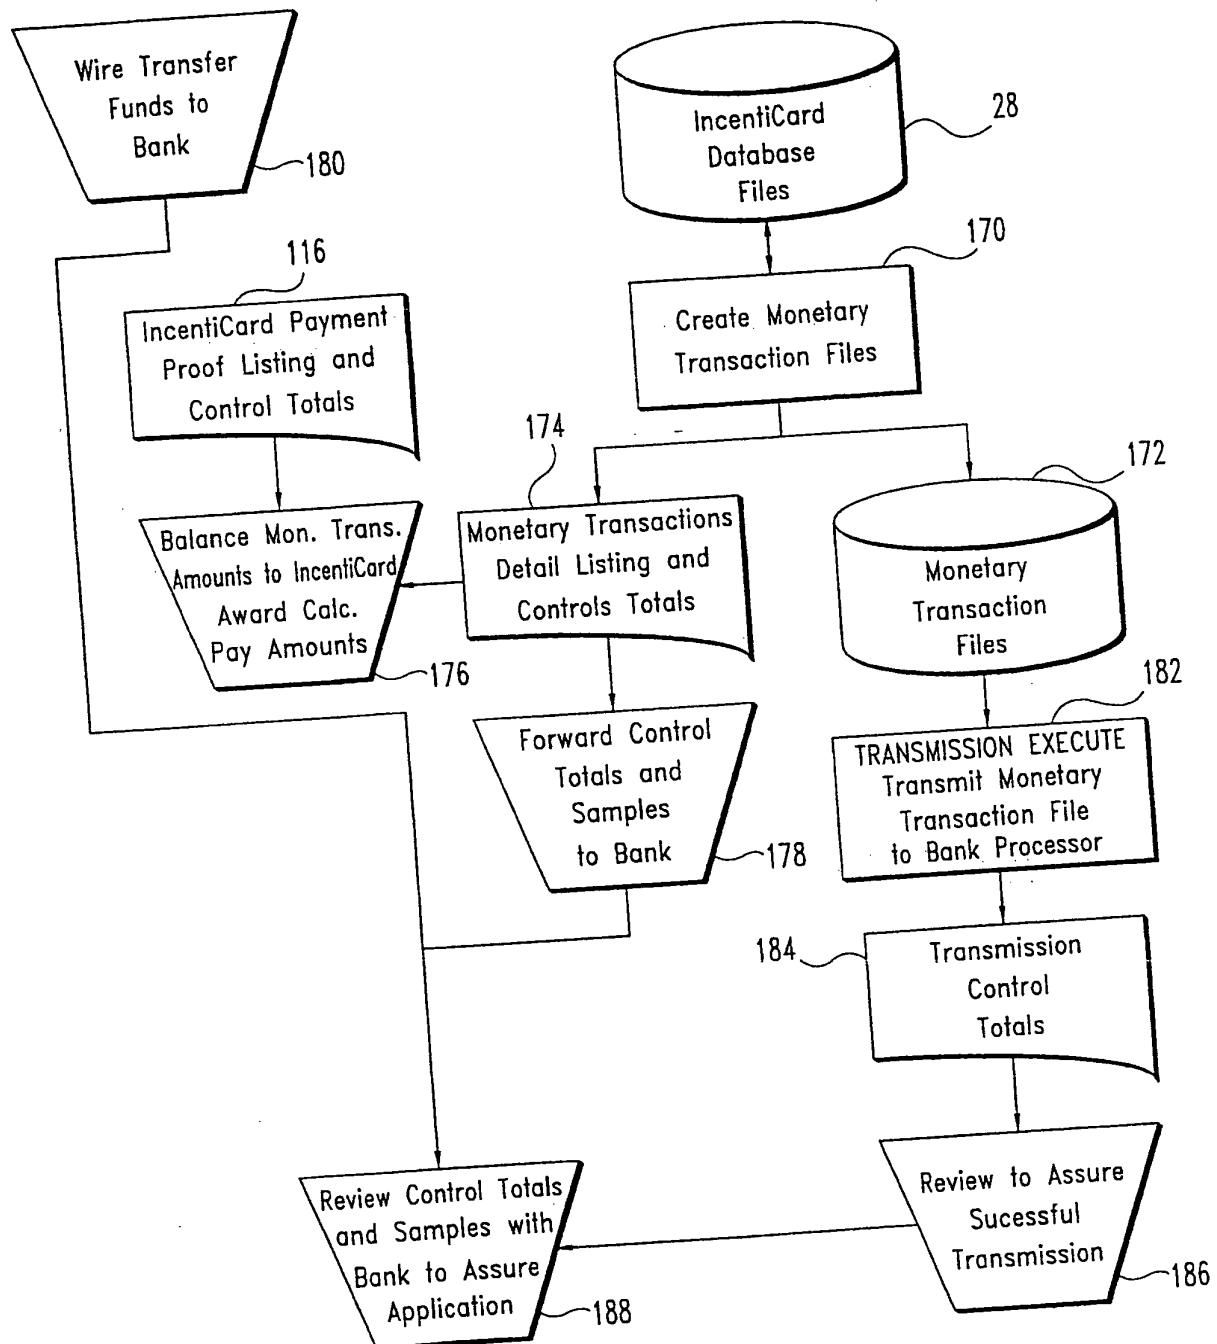 Wire Transfer
Funds to
Bank
180
IncentiCard
Database
Files
28
116
IncentiCard Payment
Proof Listing and
Control Totals
170
Create Monetary
Transaction Files
174
Monetary Transactions
Detail Listing and
Controls Totals
172
Monetary
Transaction
Files
Balance Mon. Trans.
Amounts to IncentiCard
Award Calc.
Pay Amounts
176
Forward Control
Totals and
Samples
to Bank
178
182
TRANSMISSION EXECUTE
Transmit Monetary
Transaction File
to Bank Processor
184
Transmission
Control
Totals
Review Control Totals
and Samples with
Bank to Assure
Application
188
Review to Assure
Sucessful
Transmission
186